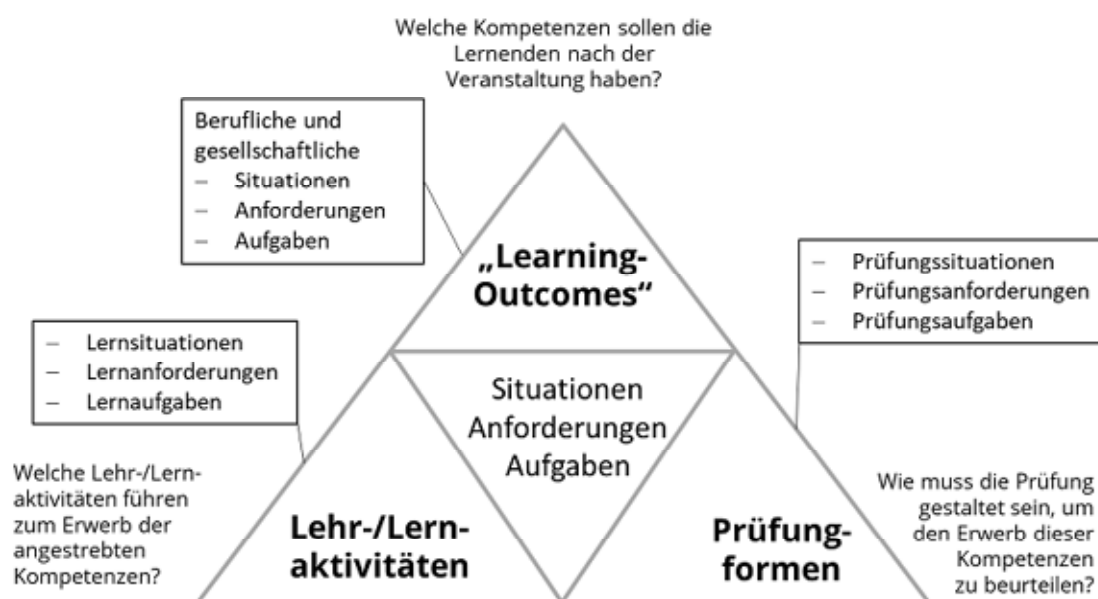 Welche Kompetenzen sollen die
Lernenden nach der
Veranstaltung haben?
Berufliche und
gesellschaftliche
– Situationen
– Anforderungen
– Aufgaben
„Learning-
Outcomes“
– Prüfungssituationen
– Prüfungsanforderungen
– Prüfungsaufgaben
– Lernsituationen
– Lernanforderungen
– Lernaufgaben
Situationen
Anforderungen
Aufgaben
Welche Lehr-/Lern-
aktivitäten führen
zum Erwerb der
angestrebten
Kompetenzen?
Lehr-/Lern-
aktivitäten
Prüfung-
formen
Wie muss die Prüfung
gestaltet sein, um
den Erwerb dieser
Kompetenzen
zu beurteilen?